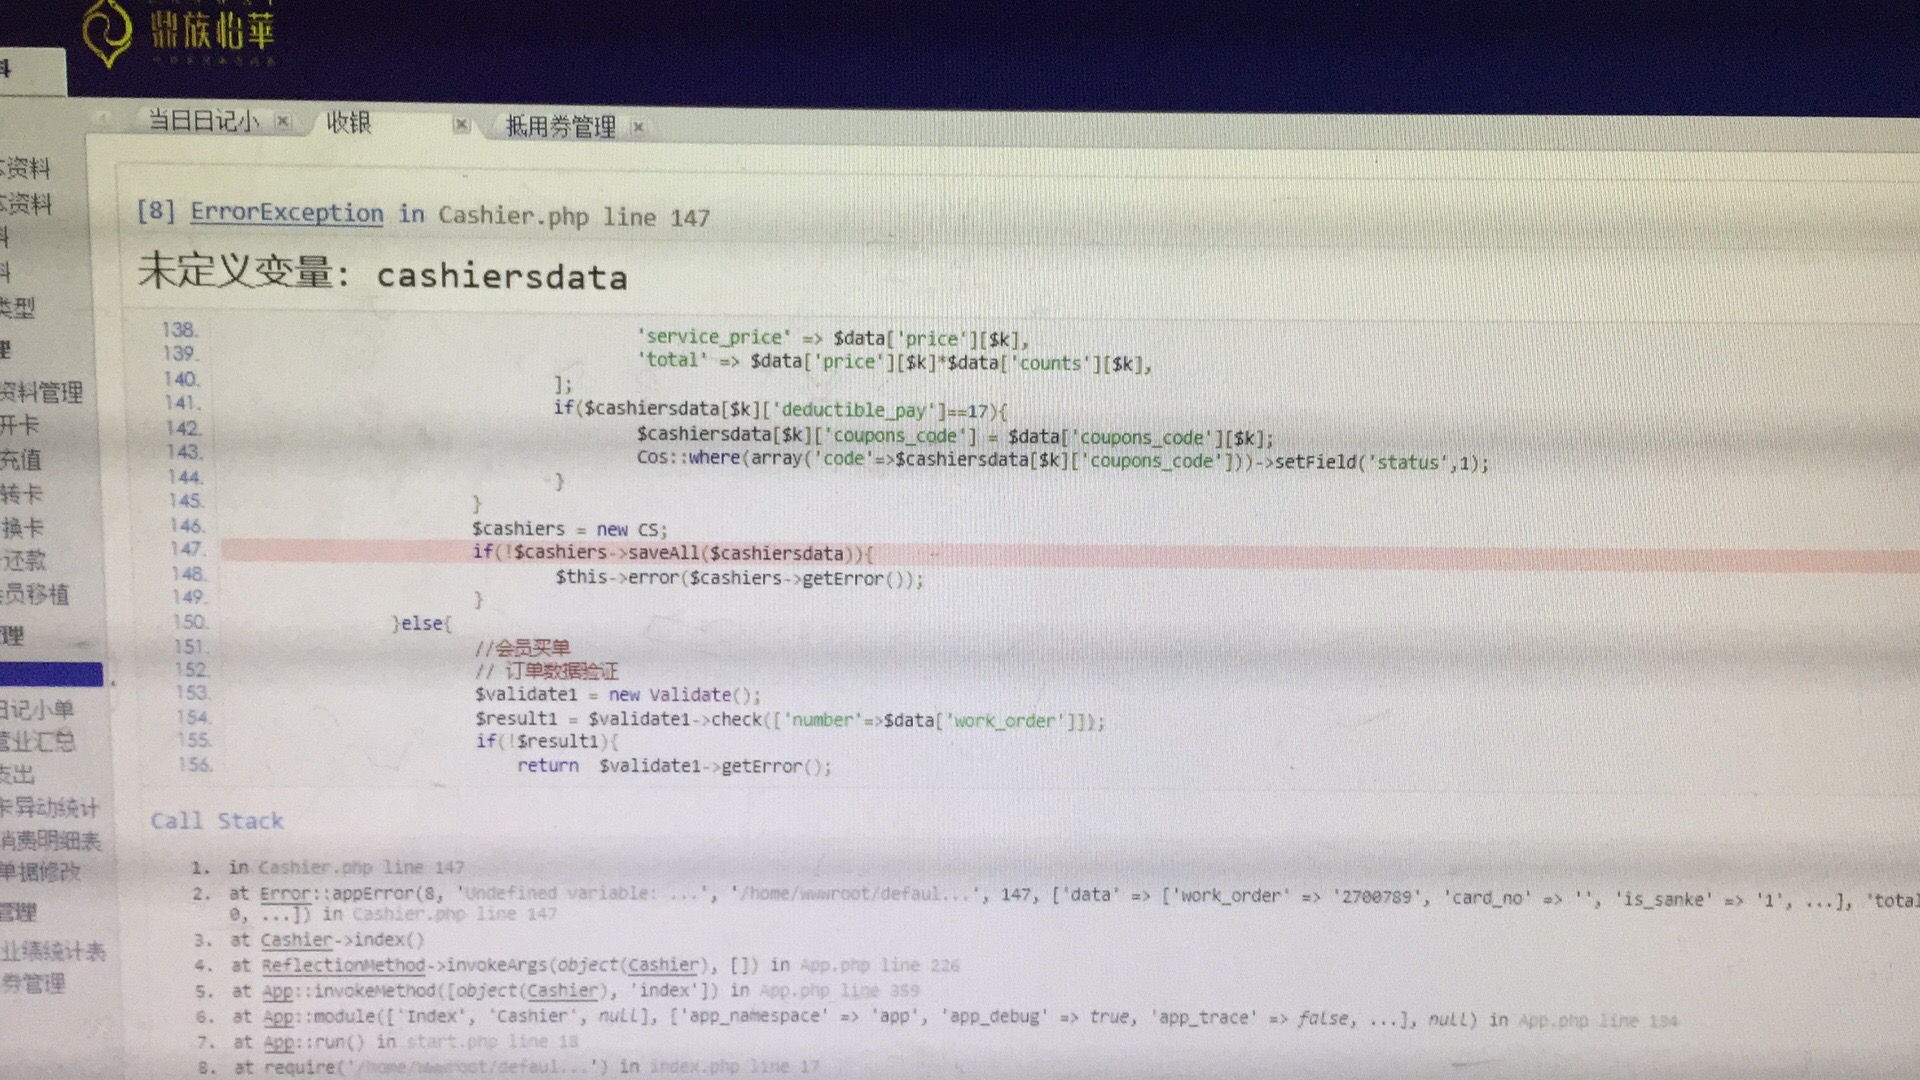 鼎族怡苹
料
当日日记小 收银 抵用券管理
本资料
本资料
料
料
类型
理
资料管理
开卡
充值
转卡
换卡
还款
会员移植
管理
日记小单
营业汇总
支出
卡异动统计
消费明细表
单据修改
管理
业绩统计表
券管理
[8] ErrorException in Cashier.php line 147
未定义变量: cashiersdata
138. 'service_price' => $data['price'][$k],
139. 'total' => $data['price'][$k]*$data['counts'][$k],
140. ];
141. if($cashiersdata[$k]['deductible_pay']==17){
142. $cashiersdata[$k]['coupons_code'] = $data['coupons_code'][$k];
143. Cos::where(array('code'=>$cashiersdata[$k]['coupons_code']))->setField('status',1);
144. }
145. }
146. $cashiers = new CS;
147. if(!$cashiers->saveAll($cashiersdata)){
148. $this->error($cashiers->getError());
149. }
150. }else{
151. //会员买单
152. // 订单数据验证
153. $validate1 = new Validate();
154. $result1 = $validate1->check(['number'=>$data['work_order']]);
155. if(!$result1){
156. return $validate1->getError();
Call Stack
1. in Cashier.php line 147
2. at Error::appError(8, 'Undefined variable: ...', '/home/wwwroot/defaul...', 147, ['data' => ['work_order' => '2700789', 'card_no' => '', 'is_sanke' => '1', ...], 'total
0, ...]) in Cashier.php line 147
3. at Cashier->index()
4. at ReflectionMethod->invokeArgs(object(Cashier), []) in App.php line 226
5. at App::invokeMethod([object(Cashier), 'index']) in App.php line 359
6. at App::module(['Index', 'Cashier', null], ['app_namespace' => 'app', 'app_debug' => true, 'app_trace' => false, ...], null) in App.php line 194
7. at App::run() in start.php line 18
8. at require('/home/wwwroot/defaul...') in index.php line 17